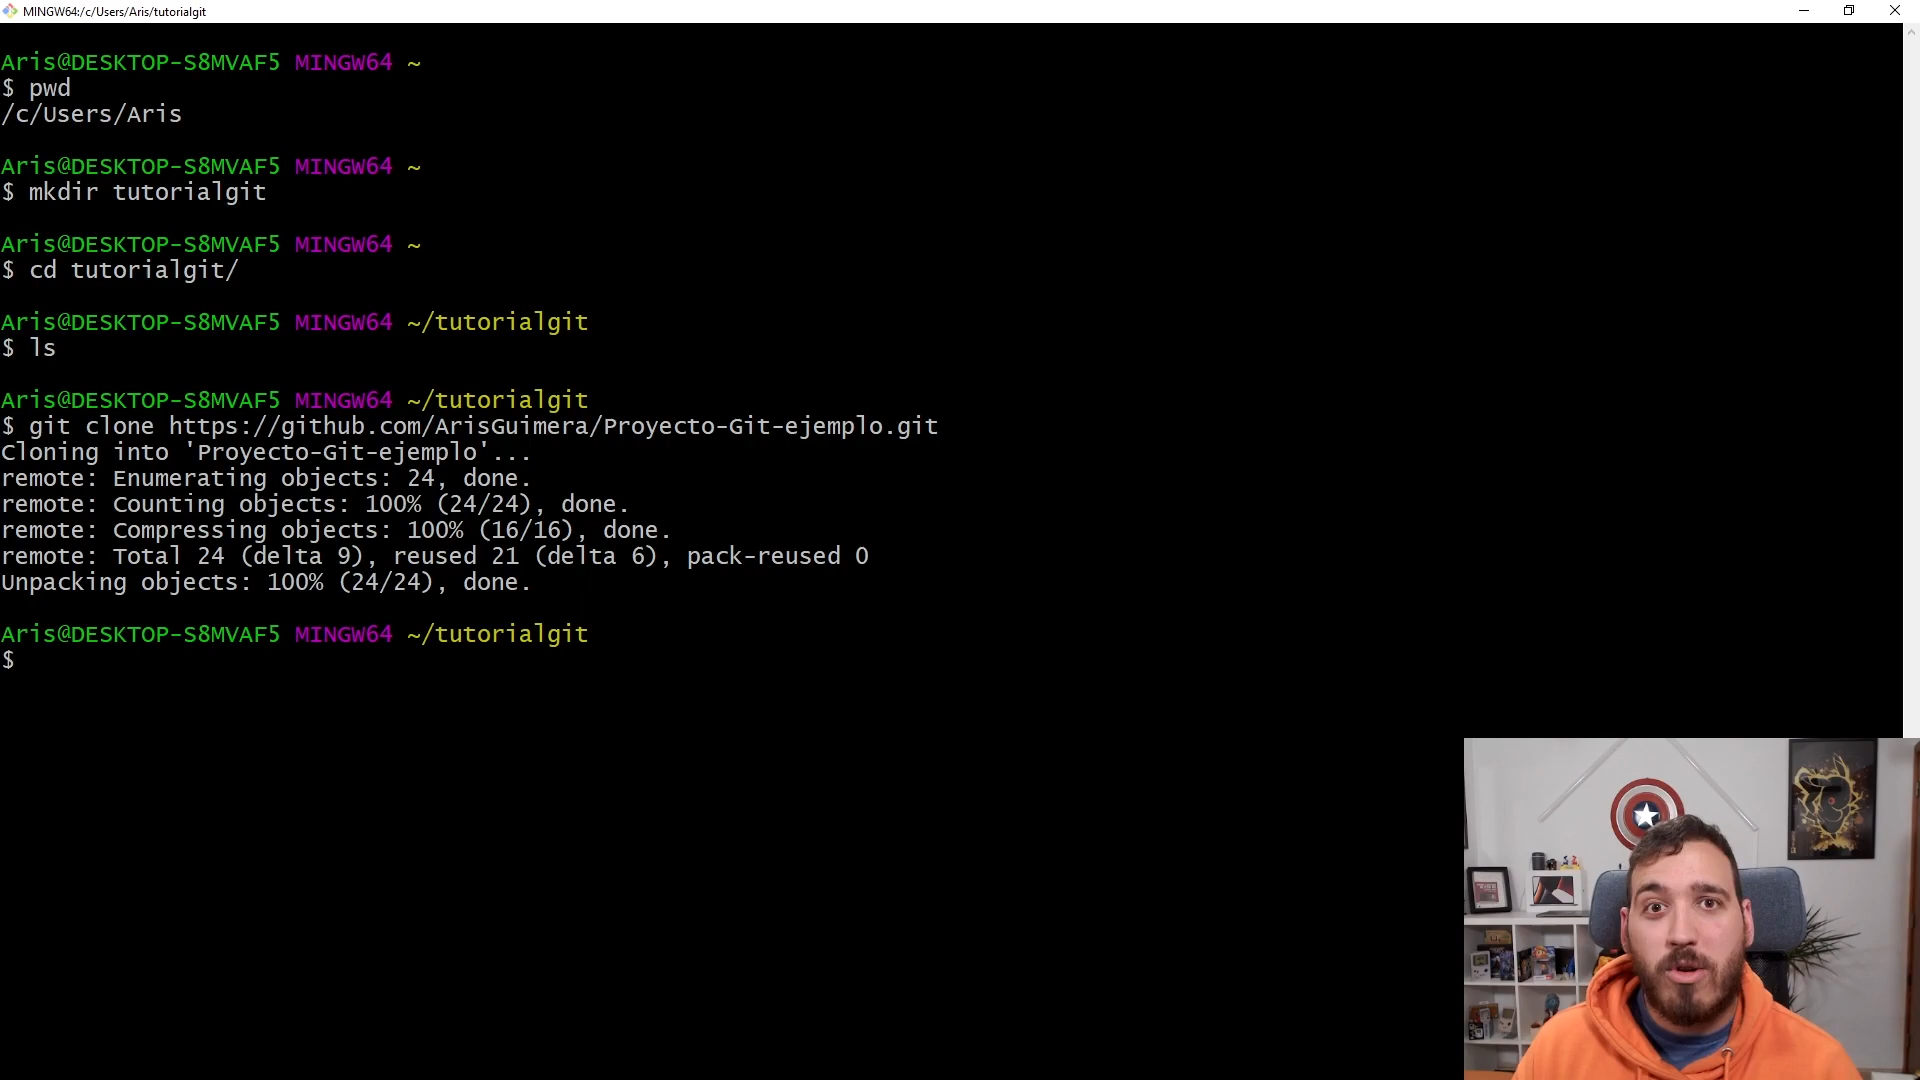 MINGW64:/c/Users/Aris/tutorialgit
Aris@DESKTOP-S8MVAF5 MINGW64 ~
$ pwd
/c/Users/Aris
Aris@DESKTOP-S8MVAF5 MINGW64 ~
$ mkdir tutorialgit
Aris@DESKTOP-S8MVAF5 MINGW64 ~
$ cd tutorialgit/
Aris@DESKTOP-S8MVAF5 MINGW64 ~/tutorialgit
$ ls
Aris@DESKTOP-S8MVAF5 MINGW64 ~/tutorialgit
$ git clone https://github.com/ArisGuimera/Proyecto-Git-ejemplo.git
Cloning into 'Proyecto-Git-ejemplo'...
remote: Enumerating objects: 24, done.
remote: Counting objects: 100% (24/24), done.
remote: Compressing objects: 100% (16/16), done.
remote: Total 24 (delta 9), reused 21 (delta 6), pack-reused 0
Unpacking objects: 100% (24/24), done.
Aris@DESKTOP-S8MVAF5 MINGW64 ~/tutorialgit
$